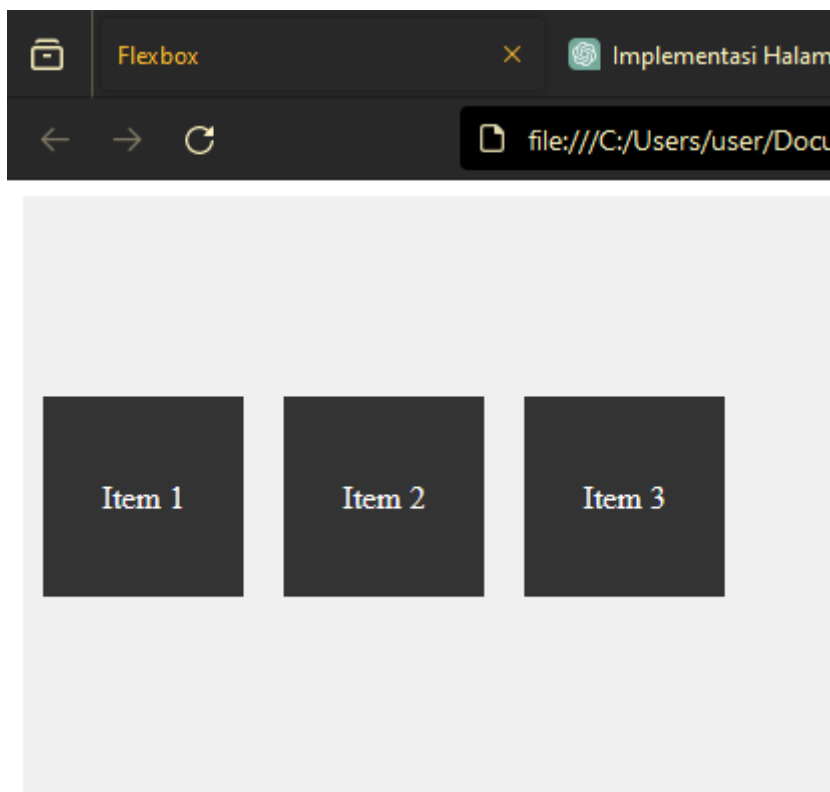 Flexbox
Implementasi Halam
file:///C:/Users/user/Docu
Item 1
Item 2
Item 3